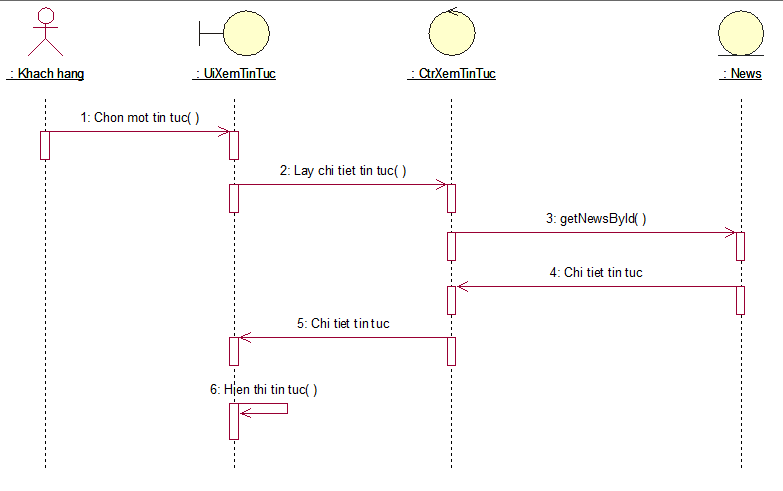 : Khach hang
: UiXemTinTuc
: CtrXemTinTuc
: News
1: Chon mot tin tuc( )
2: Lay chi tiet tin tuc( )
3: getNewsById( )
4: Chi tiet tin tuc
5: Chi tiet tin tuc
6: Hien thi tin tuc( )